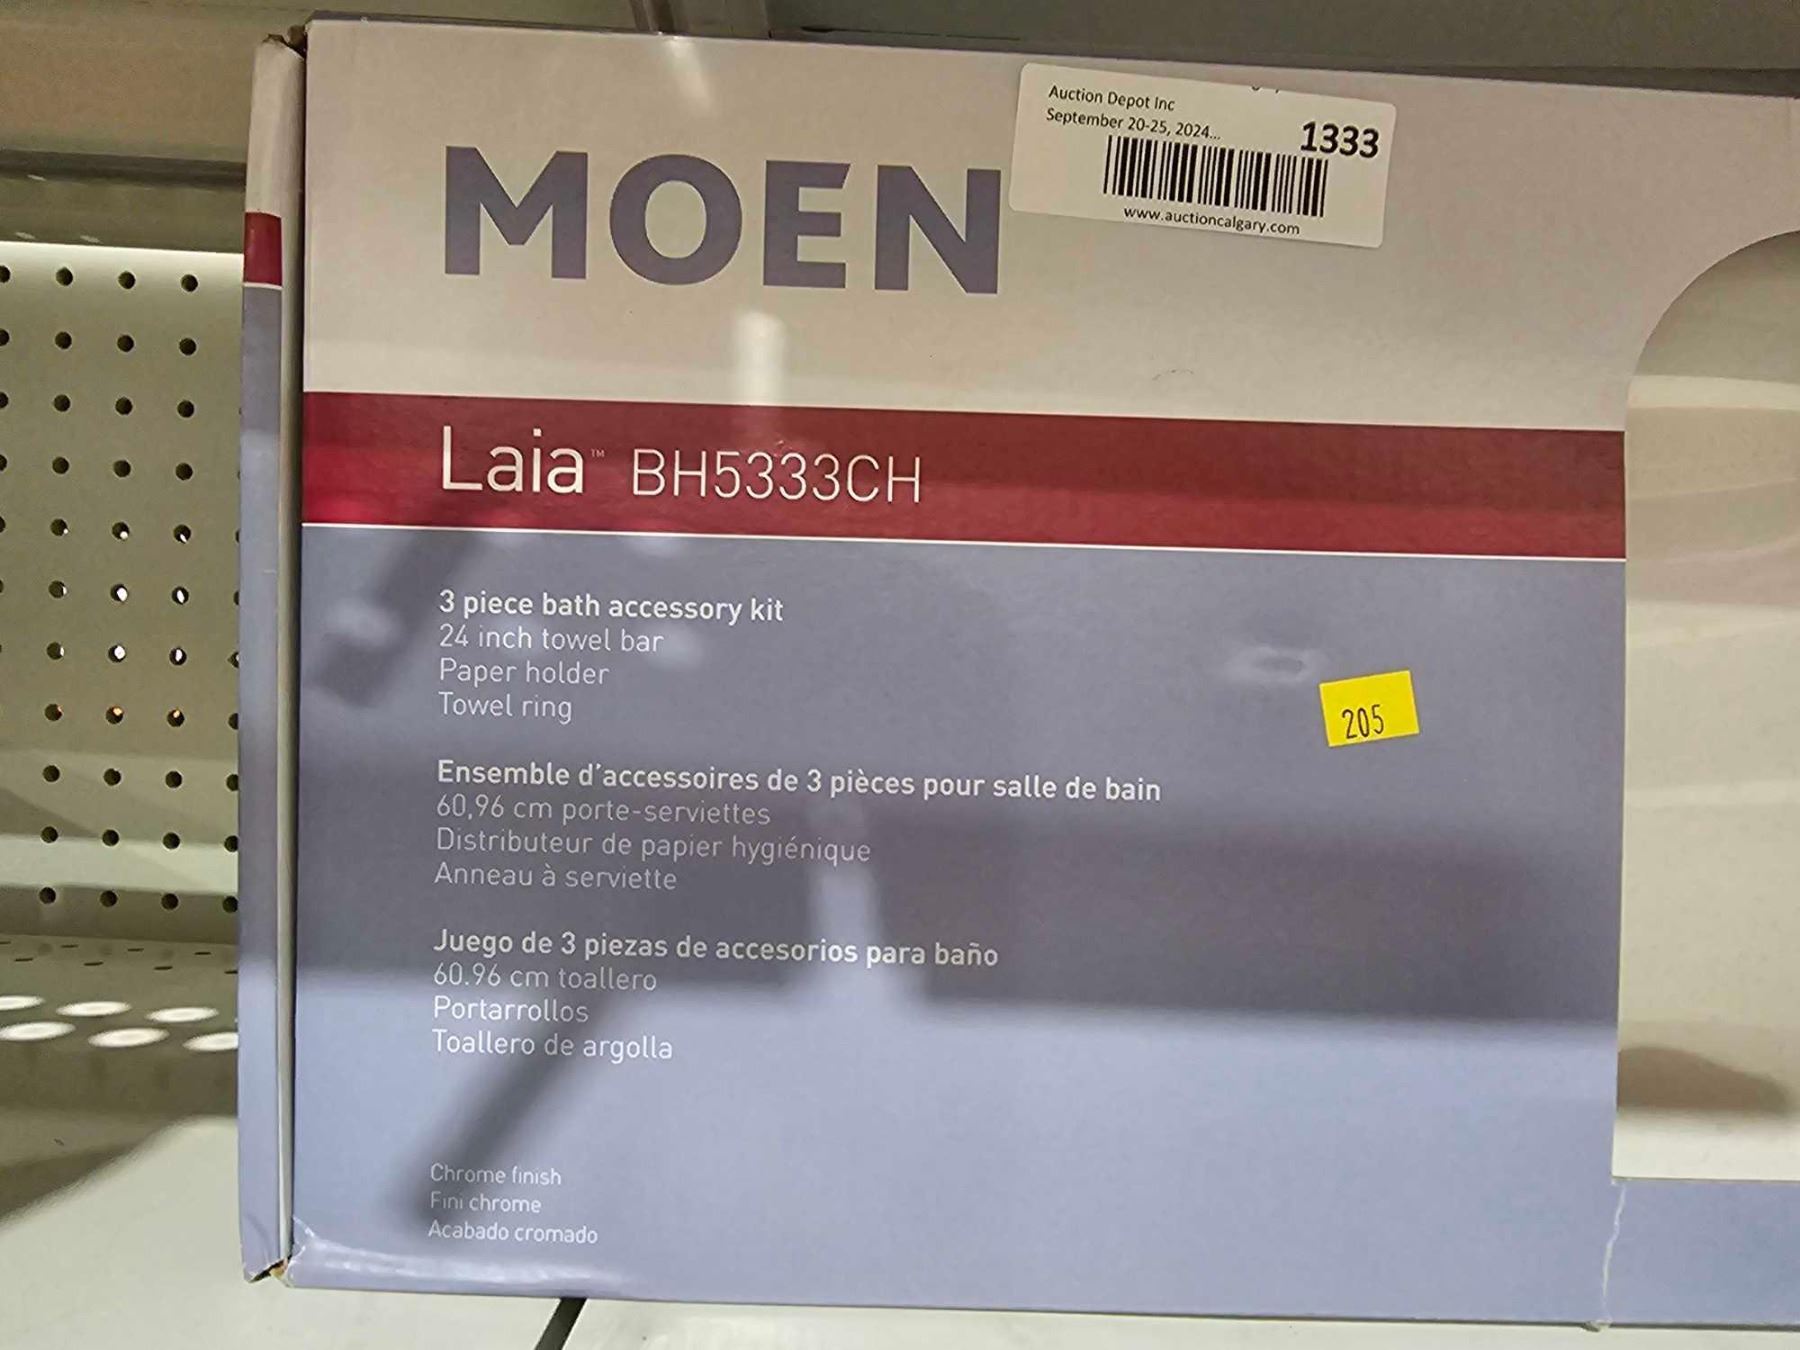 Auction Depot Inc
September 20-25, 2024...
1333
www.auctioncalgary.com
MOEN
Laia™ BH5333CH
3 piece bath accessory kit
24 inch towel bar
Paper holder
Towel ring
205
Ensemble d'accessoires de 3 pièces pour salle de bain
60,96 cm porte-serviettes
Distributeur de papier hygiénique
Anneau à serviette
Juego de 3 piezas de accesorios para baño
60.96 cm toallero
Portarrollos
Toallero de argolla
Chrome finish
Fini chrome
Acabado cromado